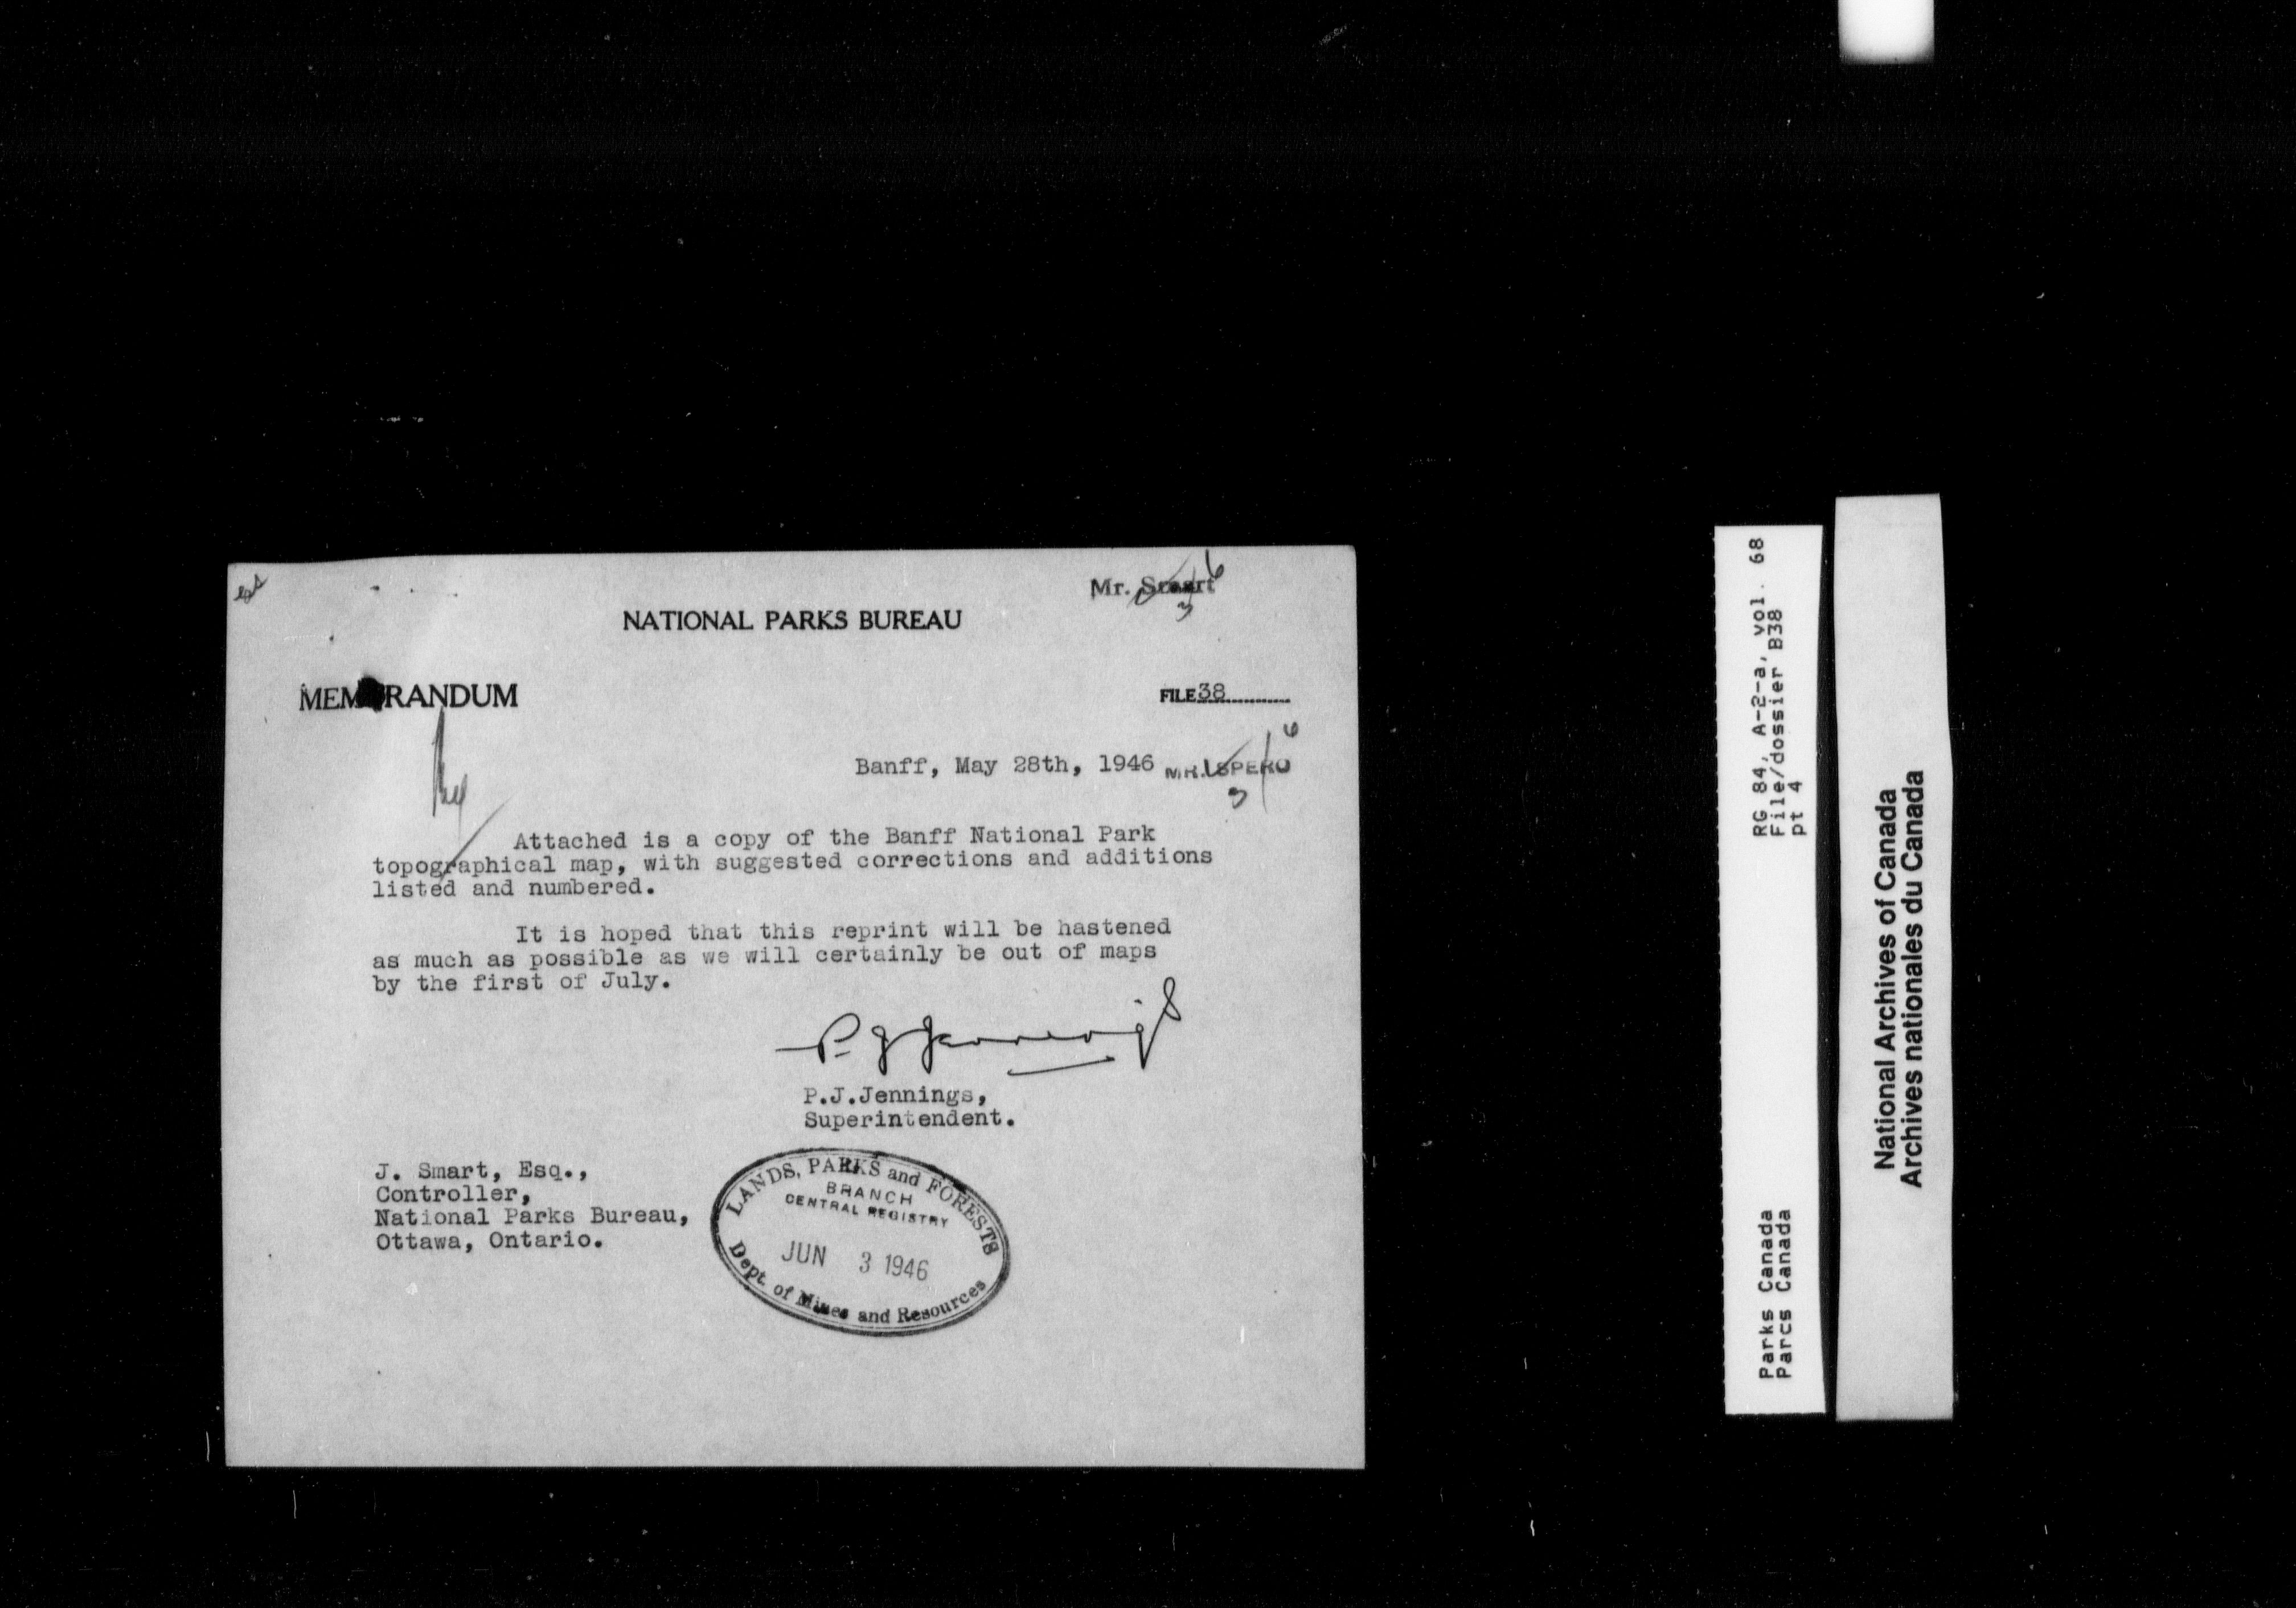 Mr. Smart
6
3
NATIONAL PARKS BUREAU
MEMORANDUM
FILE 38
Banff, May 28th, 1946
MR. SPERO
6
3
Attached is a copy of the Banff National Park
topographical map, with suggested corrections and additions
listed and numbered.
It is hoped that this reprint will be hastened
as much as possible as we will certainly be out of maps
by the first of July.
P. J Jennings
P.J.Jennings,
Superintendent.
J. Smart, Esq.,
Controller,
National Parks Bureau,
Ottawa, Ontario.
LANDS, PARKS and FORESTS
BRANCH
CENTRAL REGISTRY
JUN 3 1946
Dept. of Mines and Resources
RG 84, A-2-a, vol. 68
File/dossier B38
pt 4
Parks Canada
Parcs Canada
National Archives of Canada
Archives nationales du Canada